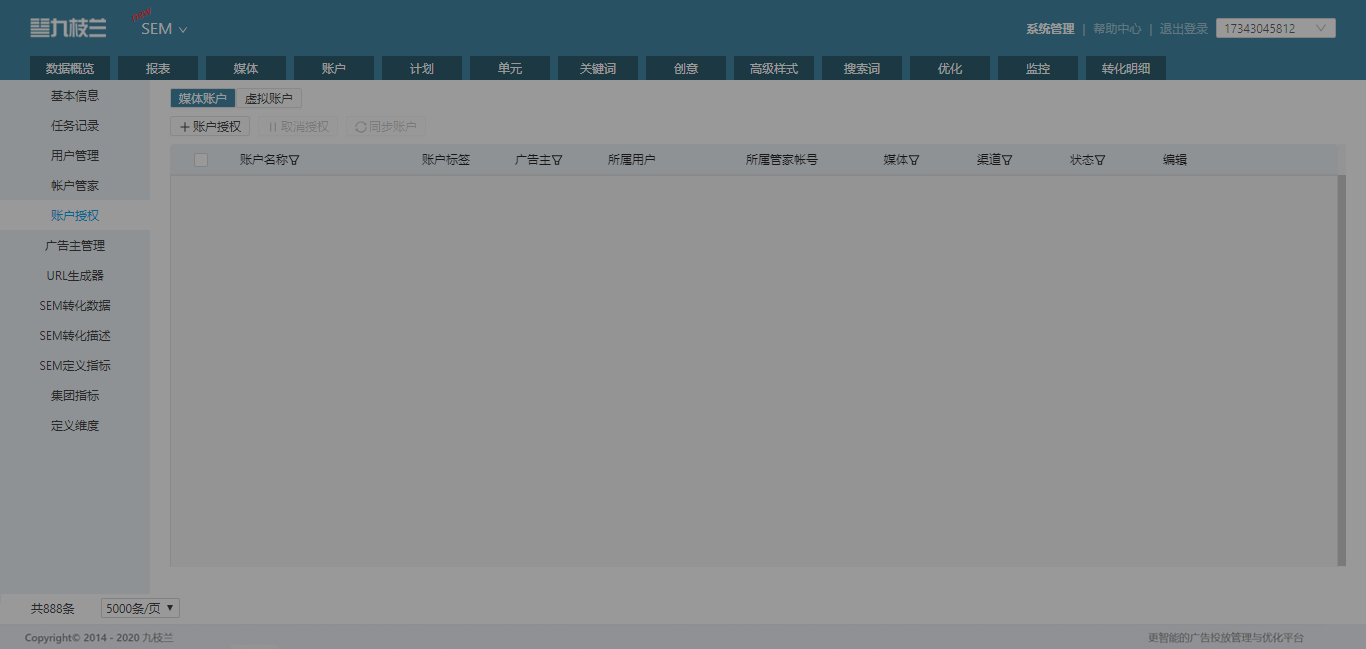 九枝兰 new SEM 系统管理 | 帮助中心 | 退出登录 17343045812
数据概览 报表 媒体 账户 计划 单元 关键词 创意 高级样式 搜索词 优化 监控 转化明细
基本信息
任务记录
用户管理
帐户管家
账户授权
广告主管理
URL生成器
SEM转化数据
SEM转化描述
SEM定义指标
集团指标
定义维度
媒体账户 虚拟账户
账户授权 取消授权 同步账户
账户名称 账户标签 广告主 所属用户 所属管家帐号 媒体 渠道 状态 编辑
共888条 5000条/页
Copyright© 2014 - 2020 九枝兰 更智能的广告投放管理与优化平台